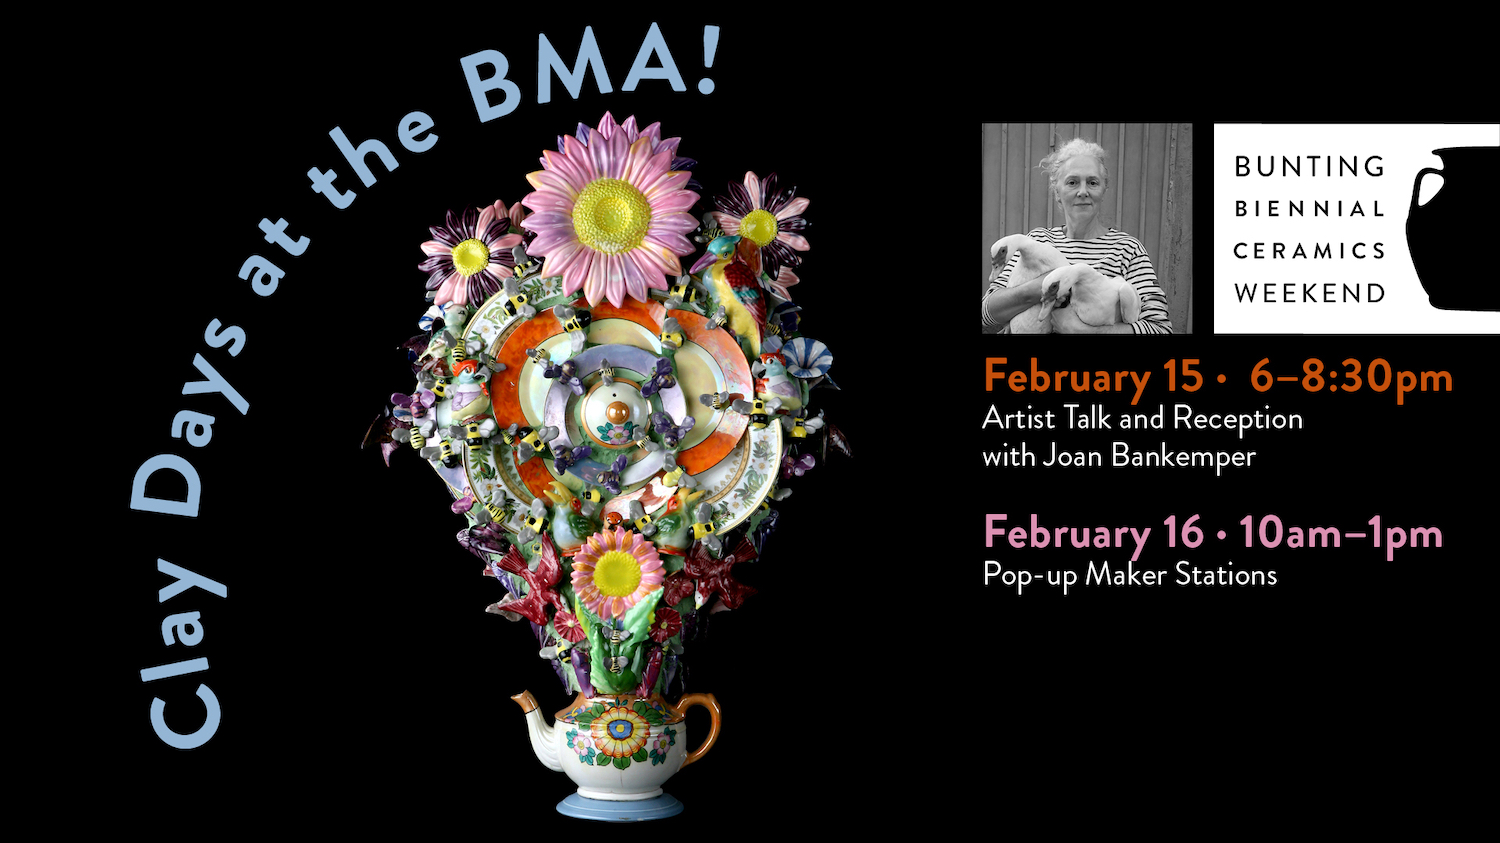 Clay Days at the BMA!
BUNTING
BIENNIAL
CERAMICS
WEEKEND
February 15 • 6–8:30pm
Artist Talk and Reception
with Joan Bankemper
February 16 • 10am–1pm
Pop-up Maker Stations